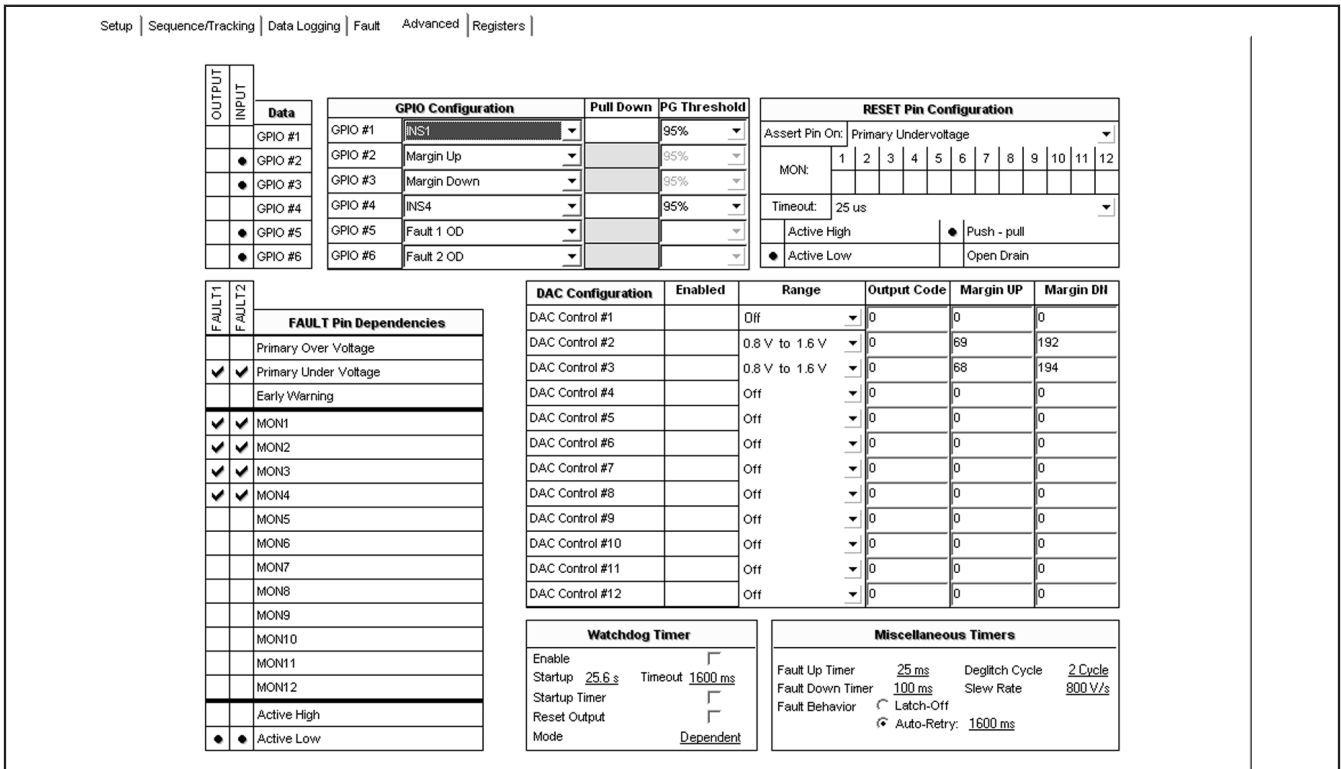 Setup Sequence/Tracking Data Logging Fault Advanced Registers
OUTPUT INPUT Data
GPIO #1
GPIO #2
GPIO #3
GPIO #4
GPIO #5
GPIO #6
GPIO Configuration Pull Down PG Threshold
GPIO #1 INS1 95%
GPIO #2 Margin Up 95%
GPIO #3 Margin Down 95%
GPIO #4 INS4 95%
GPIO #5 Fault 1 OD
GPIO #6 Fault 2 OD
RESET Pin Configuration
Assert Pin On: Primary Undervoltage
MON: 1 2 3 4 5 6 7 8 9 10 11 12
Timeout: 25 us
Active High Push - pull
Active Low Open Drain
FAULT1 FAULT2 FAULT Pin Dependencies
Primary Over Voltage
Primary Under Voltage
Early Warning
MON1
MON2
MON3
MON4
MON5
MON6
MON7
MON8
MON9
MON10
MON11
MON12
Active High
Active Low
DAC Configuration Enabled Range Output Code Margin UP Margin DN
DAC Control #1 Off 0 0 0
DAC Control #2 0.8 V to 1.6 V 0 69 192
DAC Control #3 0.8 V to 1.6 V 0 68 194
DAC Control #4 Off 0 0 0
DAC Control #5 Off 0 0 0
DAC Control #6 Off 0 0 0
DAC Control #7 Off 0 0 0
DAC Control #8 Off 0 0 0
DAC Control #9 Off 0 0 0
DAC Control #10 Off 0 0 0
DAC Control #11 Off 0 0 0
DAC Control #12 Off 0 0 0
Watchdog Timer
Enable
Startup 25.6 s Timeout 1600 ms
Startup Timer
Reset Output
Mode Dependent
Miscellaneous Timers
Fault Up Timer 25 ms Deglitch Cycle 2 Cycle
Fault Down Timer 100 ms Slew Rate 800 V/s
Fault Behavior Latch-Off
Auto-Retry: 1600 ms